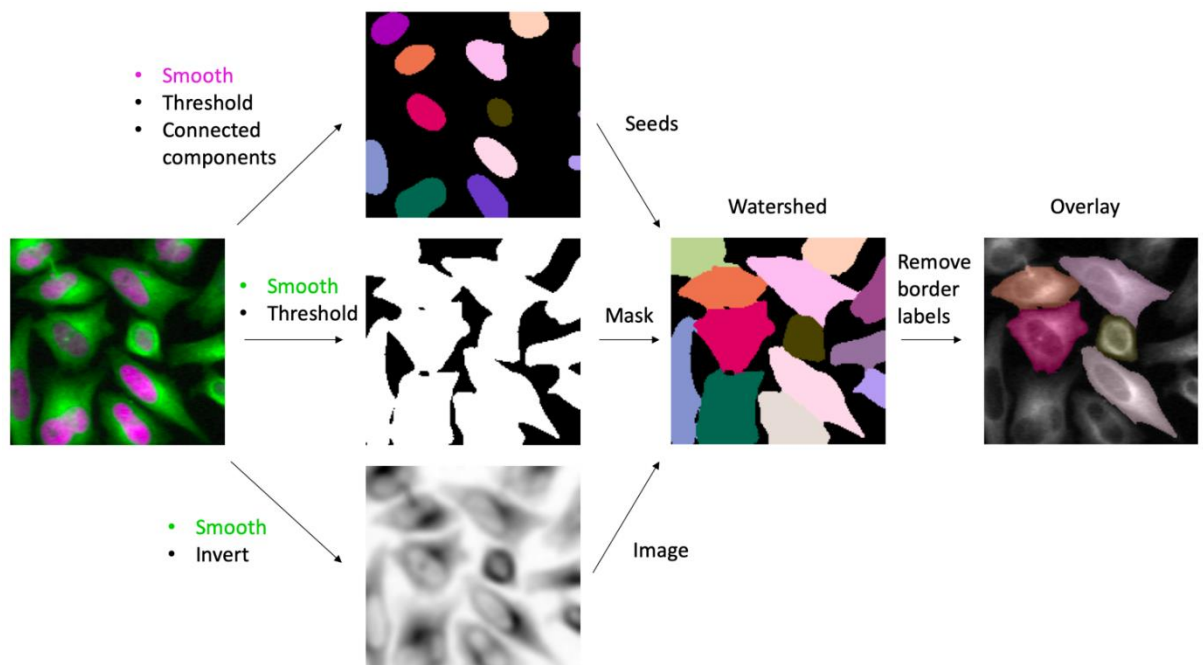 • Smooth
• Threshold
• Connected
components
Seeds
Watershed
Overlay
• Smooth
• Threshold
Mask
Remove
border
labels
• Smooth
• Invert
Image